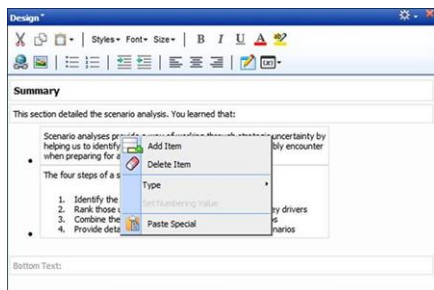 Design
Styles Font Size B I U A
Summary
This section detailed the scenario analysis. You learned that:
Scenario analyses provide a way of working through strategic uncertainty by
helping us to identify bly encounter
when preparing for a
The four steps of a s
1. Identify the
2. Rank those ey drivers
3. Combine the os
4. Provide deta narios
Add Item
Delete Item
Type
Set Numbering Value
Paste Special
Bottom Text: